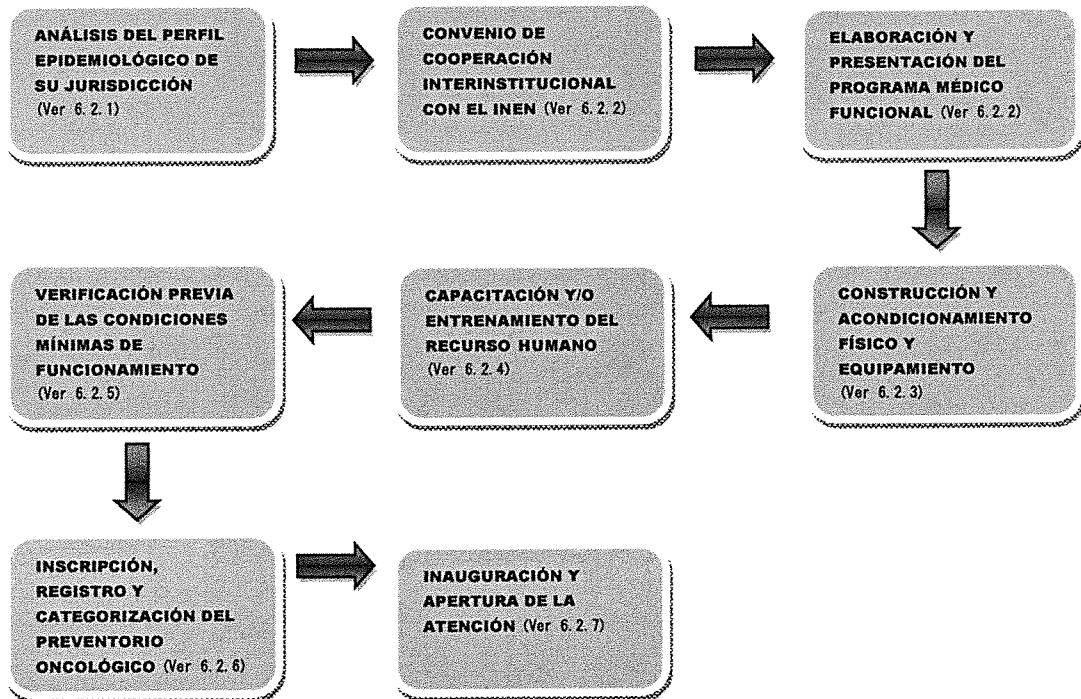 ANÁLISIS DEL PERFIL
EPIDEMIOLÓGICO DE
SU JURISDICCIÓN
(Ver 6.2.1)
CONVENIO DE
COOPERACIÓN
INTERINSTITUCIONAL
CON EL INEN (Ver 6.2.2)
ELABORACIÓN Y
PRESENTACIÓN DEL
PROGRAMA MÉDICO
FUNCIONAL (Ver 6.2.2)
CONSTRUCCIÓN Y
ACONDICIONAMIENTO
FÍSICO Y
EQUIPAMIENTO
(Ver 6.2.3)
CAPACITACIÓN Y/O
ENTRENAMIENTO DEL
RECURSO HUMANO
(Ver 6.2.4)
VERIFICACIÓN PREVIA
DE LAS CONDICIONES
MÍNIMAS DE
FUNCIONAMIENTO
(Ver 6.2.5)
INSCRIPCIÓN,
REGISTRO Y
CATEGORIZACIÓN DEL
PREVENTORIO
ONCOLÓGICO (Ver 6.2.6)
INAUGURACIÓN Y
APERTURA DE LA
ATENCIÓN (Ver 6.2.7)